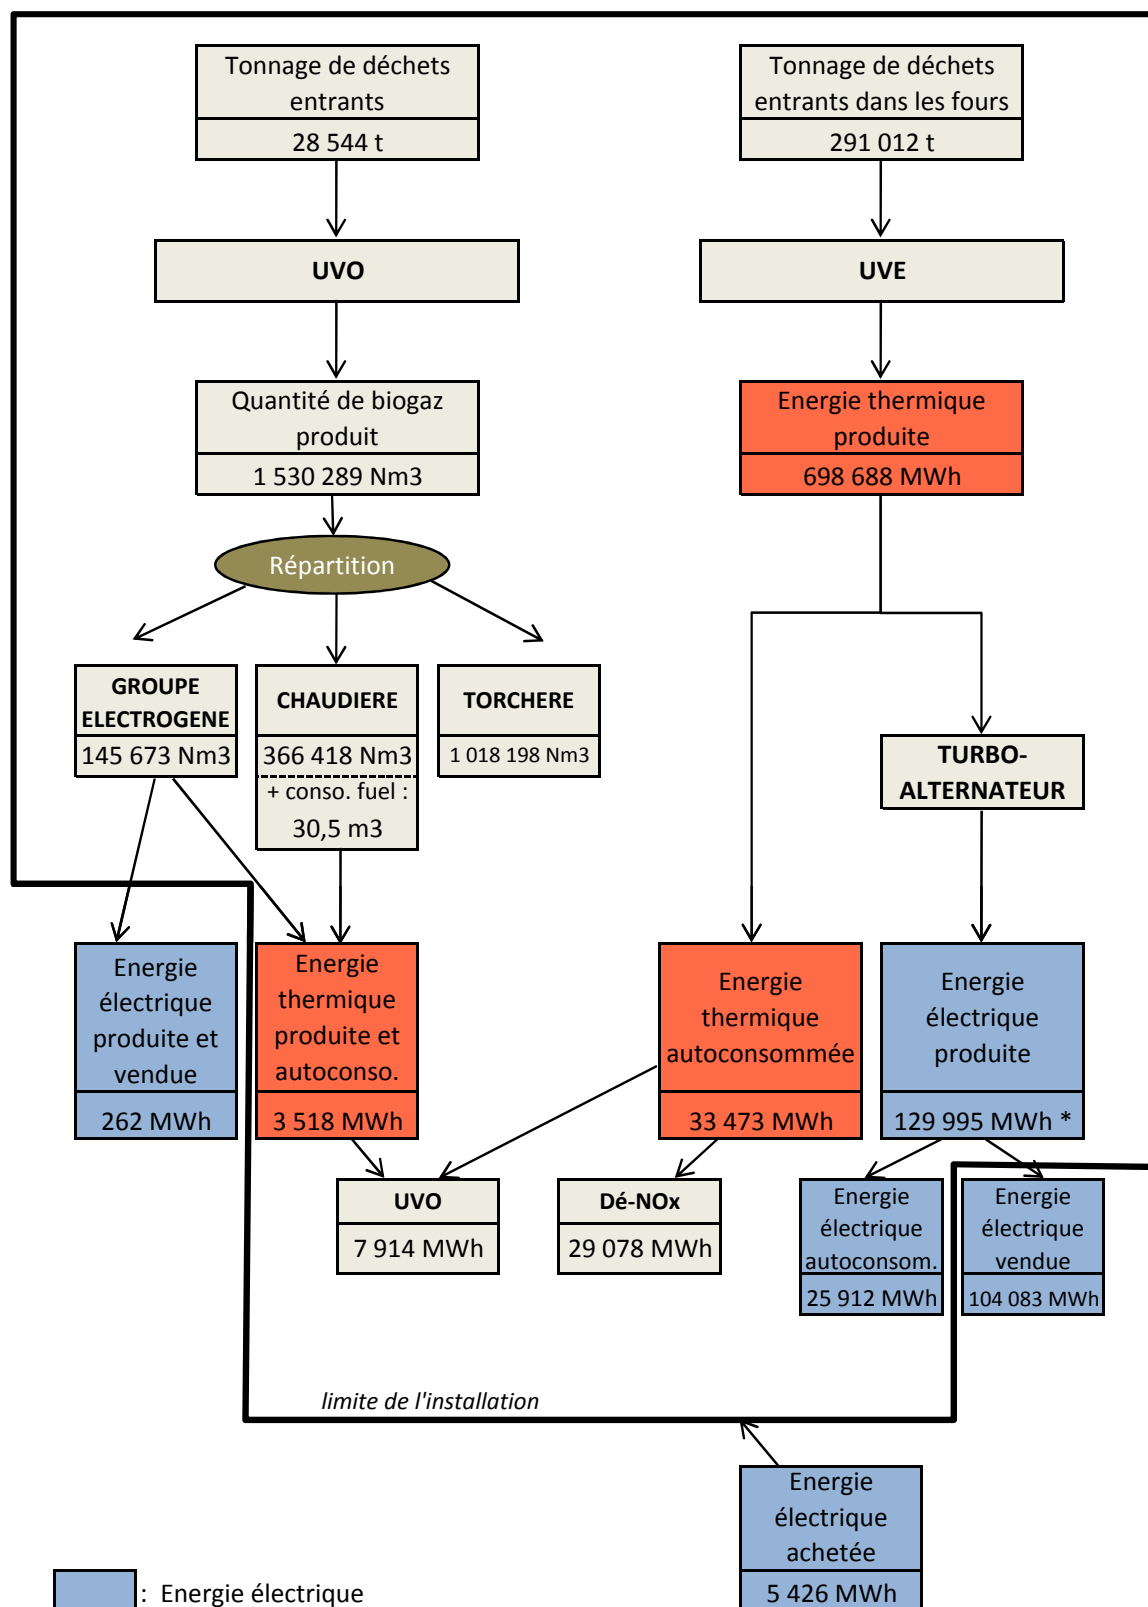 Tonnage de déchets
entrants
28 544 t
Tonnage de déchets
entrants dans les fours
291 012 t
UVO
UVE
Quantité de biogaz
produit
1 530 289 Nm3
Energie thermique
produite
698 688 MWh
Répartition
GROUPE
ELECTROGENE
145 673 Nm3
CHAUDIERE
366 418 Nm3
+ conso. fuel :
30,5 m3
TORCHERE
1 018 198 Nm3
TURBO-
ALTERNATEUR
Energie
électrique
produite et
vendue
262 MWh
Energie
thermique
produite et
autoconso.
3 518 MWh
Energie
thermique
autoconsommée
33 473 MWh
Energie
électrique
produite
129 995 MWh *
UVO
7 914 MWh
Dé-NOx
29 078 MWh
Energie
électrique
autoconsom.
25 912 MWh
Energie
électrique
vendue
104 083 MWh
limite de l'installation
Energie
électrique
achetée
5 426 MWh
: Energie électrique